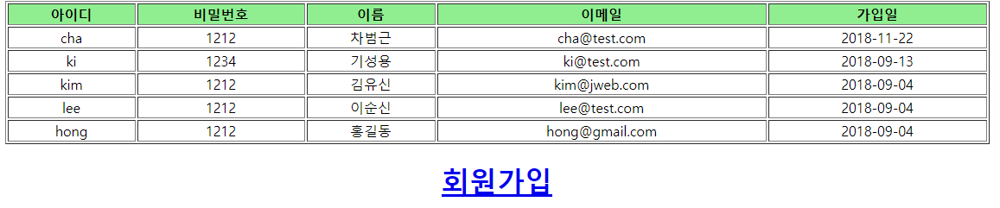 아이디 비밀번호 이름 이메일 가입일
cha 1212 차범근 cha@test.com 2018-11-22
ki 1234 기성용 ki@test.com 2018-09-13
kim 1212 김유신 kim@jweb.com 2018-09-04
lee 1212 이순신 lee@test.com 2018-09-04
hong 1212 홍길동 hong@gmail.com 2018-09-04
회원가입